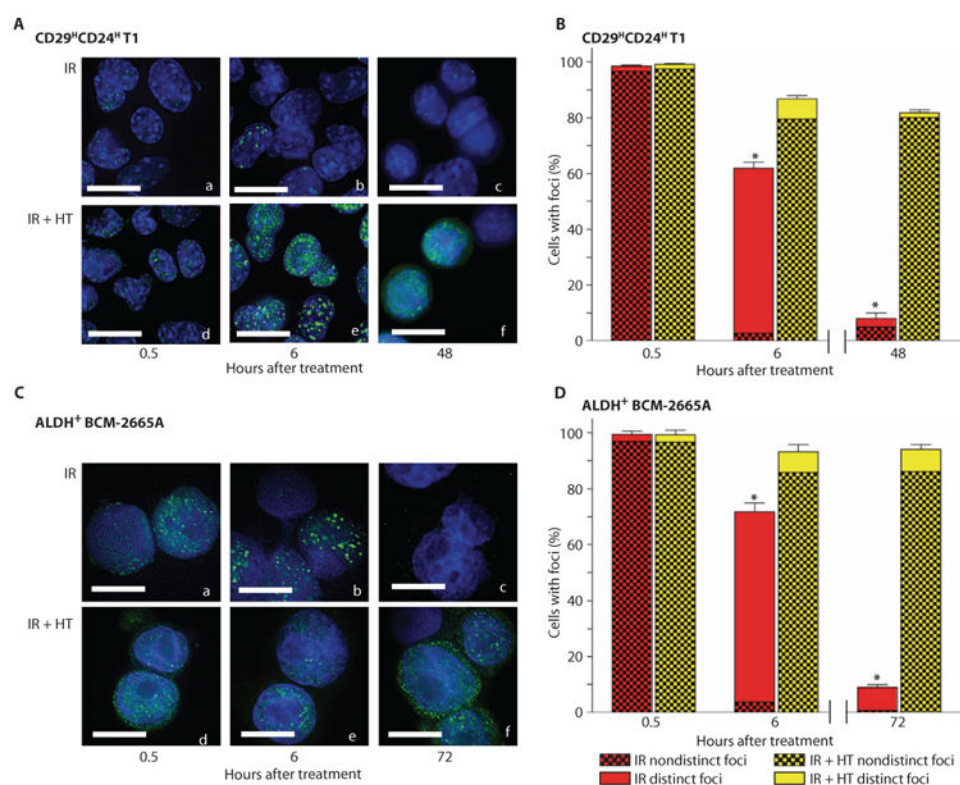 A
CD29ᴴCD24ᴴ T1
IR
a
b
c
IR + HT
d
e
f
0.5
6
48
Hours after treatment
B
CD29ᴴCD24ᴴ T1
Cells with foci (%)
100
80
60
40
20
0
*
*
0.5
6
48
Hours after treatment
C
ALDH⁺ BCM-2665A
IR
a
b
c
IR + HT
d
e
f
0.5
6
72
Hours after treatment
D
ALDH⁺ BCM-2665A
Cells with foci (%)
100
80
60
40
20
0
*
*
0.5
6
72
Hours after treatment
IR nondistinct foci
IR + HT nondistinct foci
IR distinct foci
IR + HT distinct foci